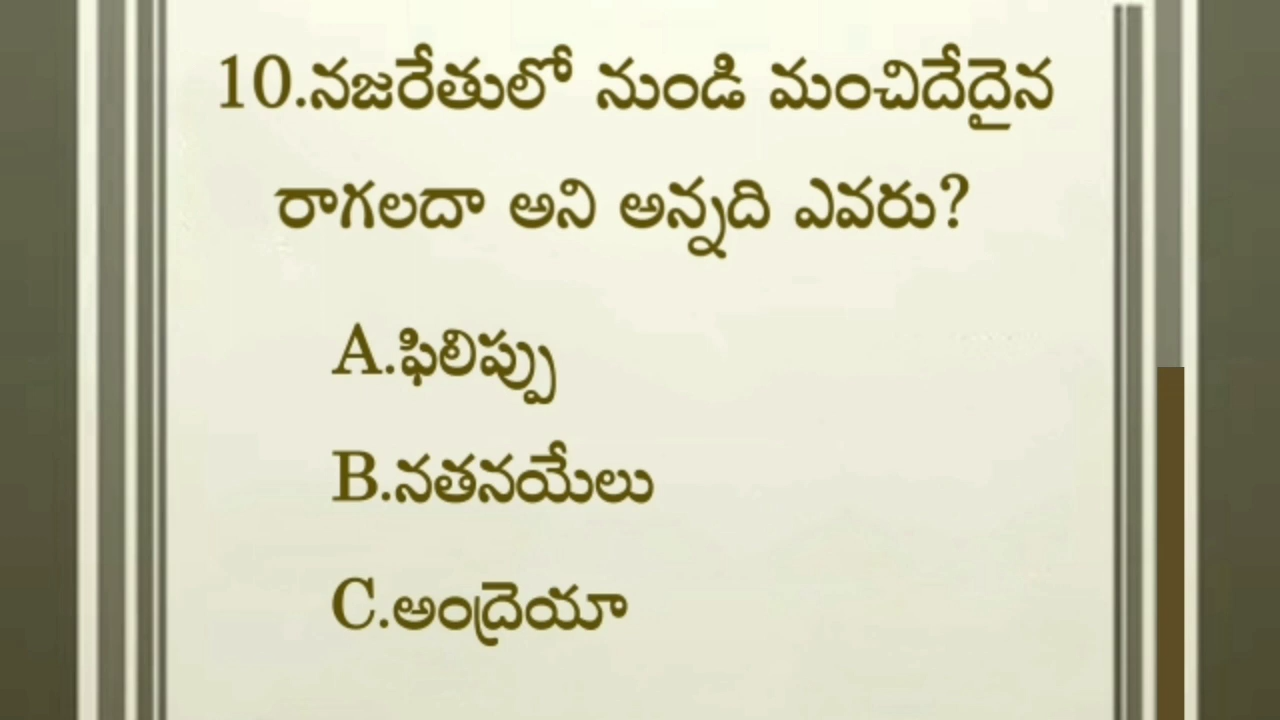 10.నజరేతులో నుండి మంచిదేదైన
రాగలదా అని అన్నది ఎవరు?
A.ఫిలిప్పు
B.నతనయేలు
C.అంద్రెయా